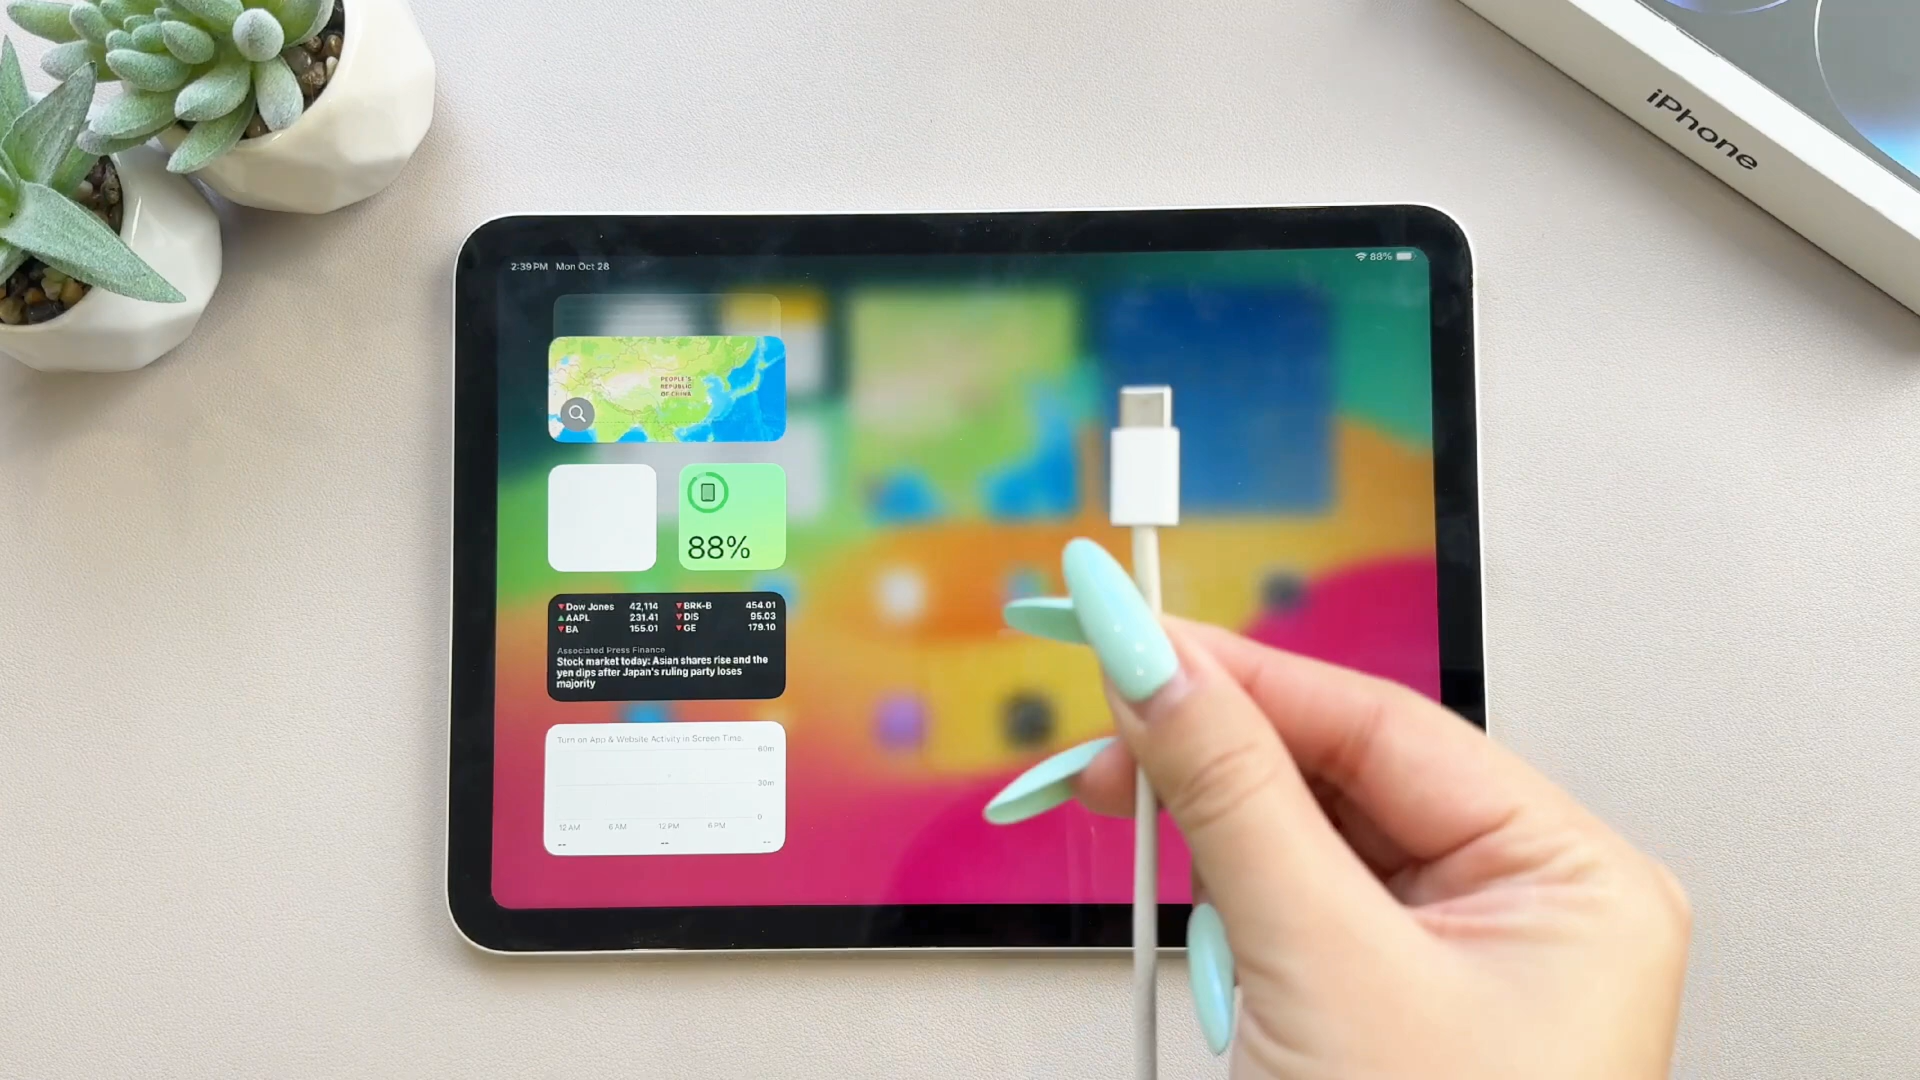 iPhone
2:39 PM Mon Oct 28
88%
PEOPLE'S
REPUBLIC
OF CHINA
88%
▼Dow Jones 42,114 ▼BRK-B 454.01
▲AAPL 231.41 ▼DIS 95.03
▼BA 155.01 ▼GE 179.10
Associated Press Finance
Stock market today: Asian shares rise and the
yen dips after Japan's ruling party loses
majority
Turn on App & Website Activity in Screen Time.
60m
30m
0
12 AM 6 AM 12 PM 6 PM
-- -- --